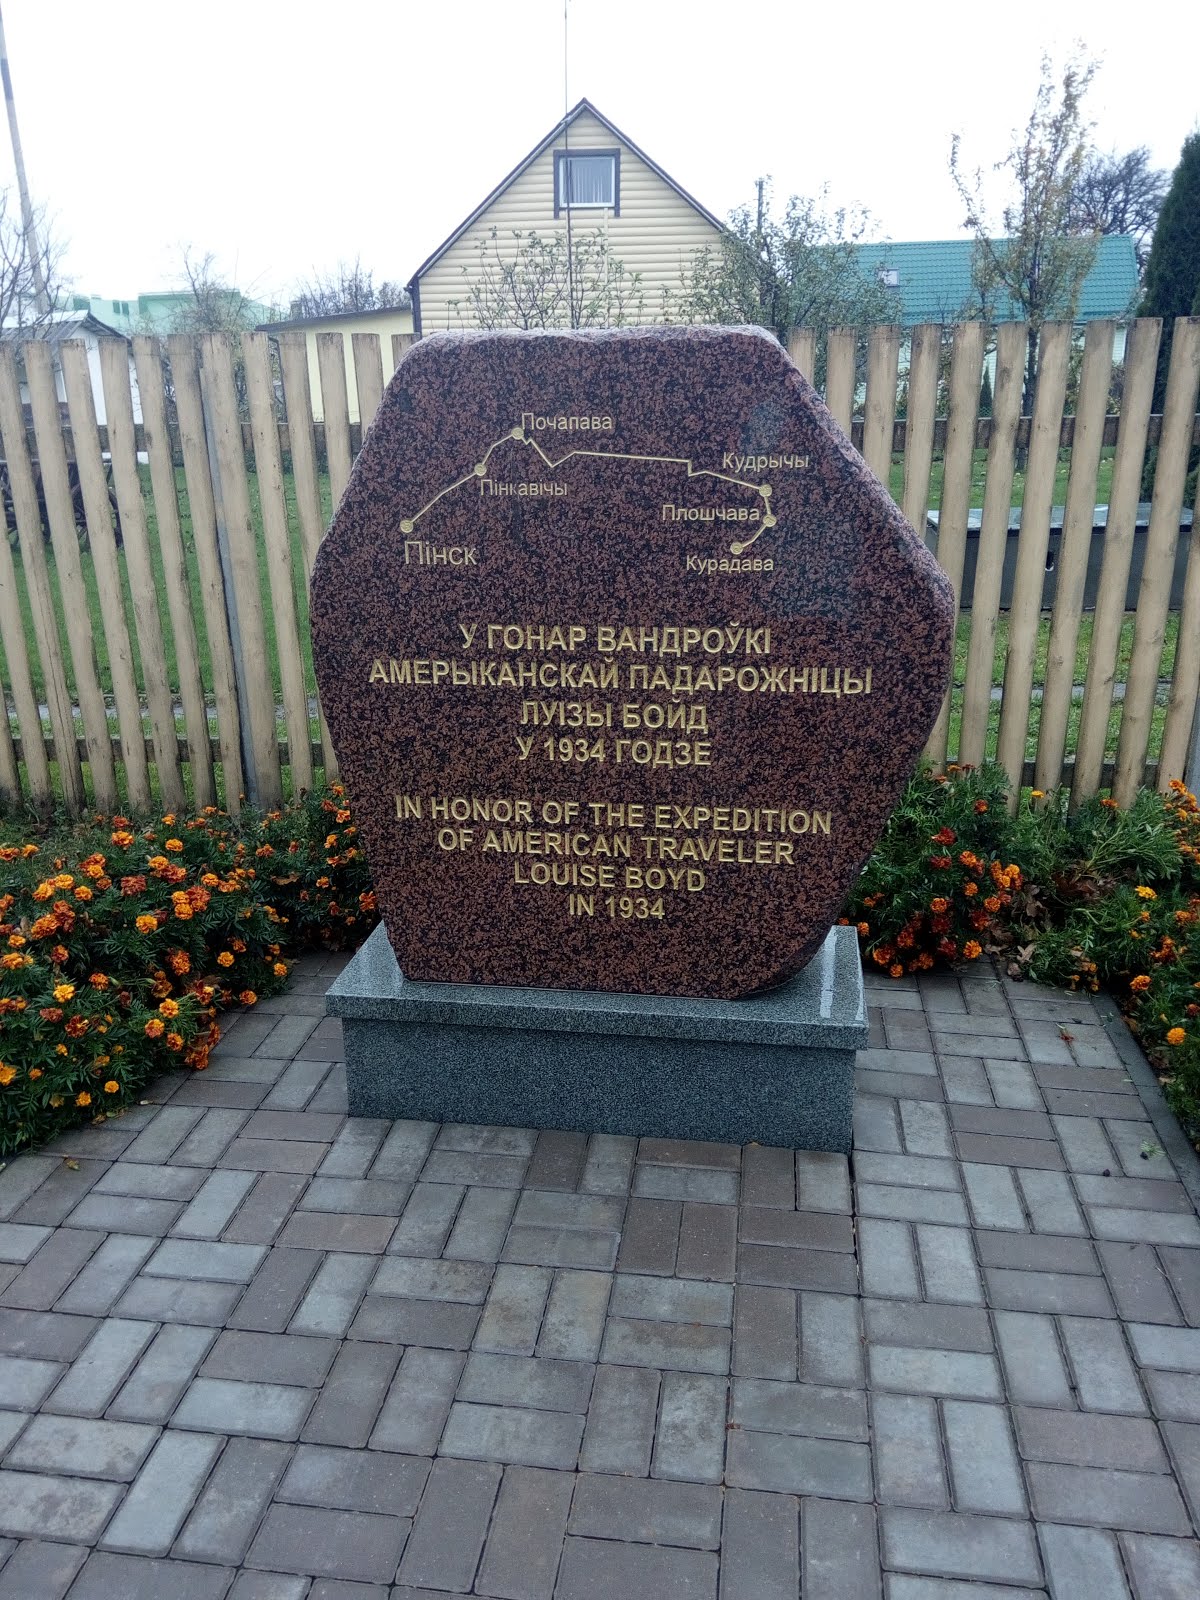 Почапава
Кудрычы
Пінкавічы
Плошчава
Пінск
Курадава
У ГОНАР ВАНДРОЎКІ
АМЕРЫКАНСКАЙ ПАДАРОЖНІЦЫ
ЛУІЗЫ БОЙД
У 1934 ГОДЗЕ
IN HONOR OF THE EXPEDITION
OF AMERICAN TRAVELER
LOUISE BOYD
IN 1934